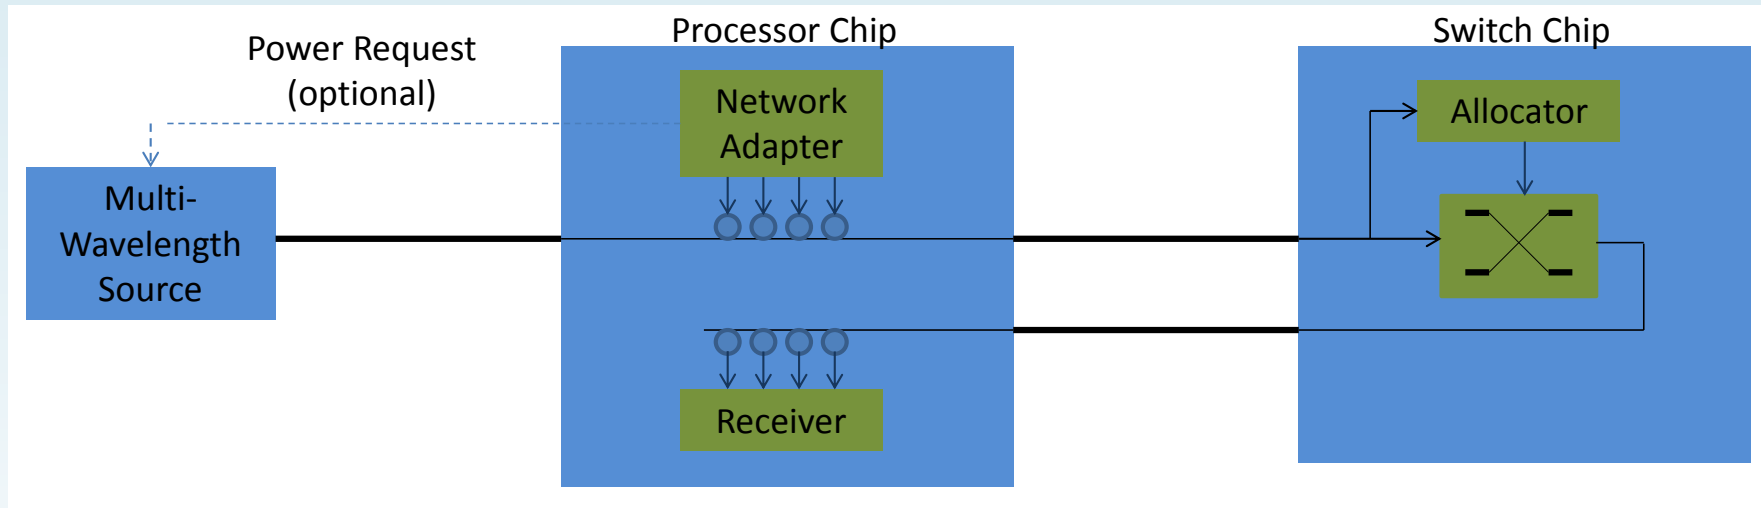 Processor Chip
Switch Chip
Power Request
(optional)
Network
Adapter
Allocator
Multi-
Wavelength
Source
Receiver